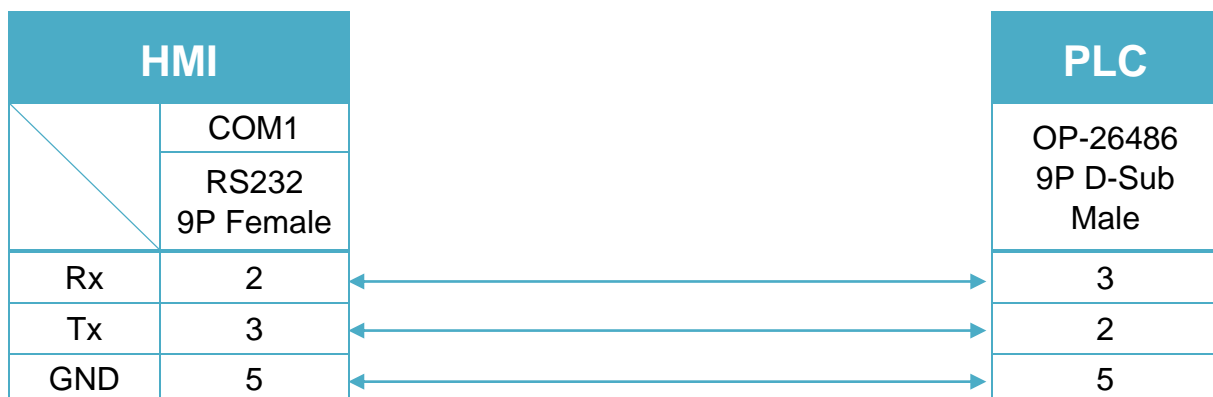 HMI
PLC
COM1
RS232
9P Female
OP-26486
9P D-Sub
Male
Rx 2 3
Tx 3 2
GND 5 5